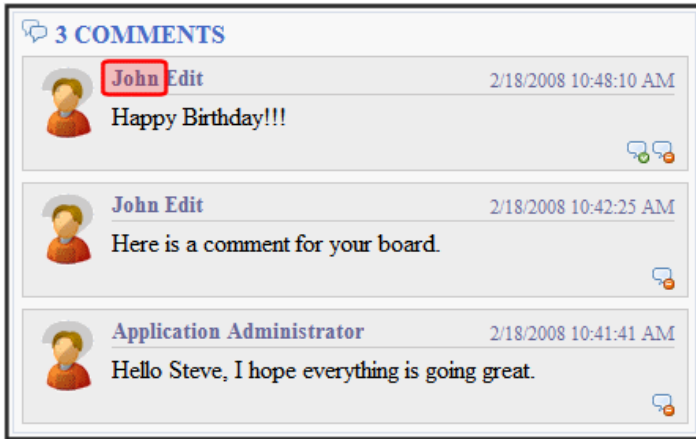 3 COMMENTS
John Edit 2/18/2008 10:48:10 AM
Happy Birthday!!!
John Edit 2/18/2008 10:42:25 AM
Here is a comment for your board.
Application Administrator 2/18/2008 10:41:41 AM
Hello Steve, I hope everything is going great.